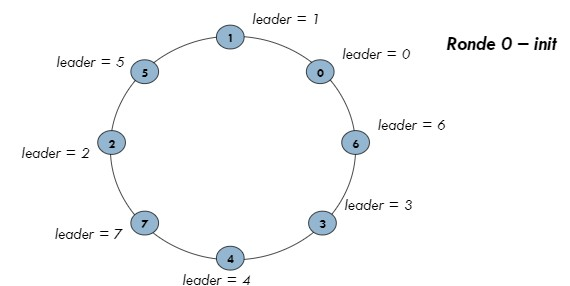 leader = 1
Ronde 0 – init
1
leader = 0
leader = 5
5
0
leader = 6
2
6
leader = 2
leader = 3
7
3
leader = 7
4
leader = 4